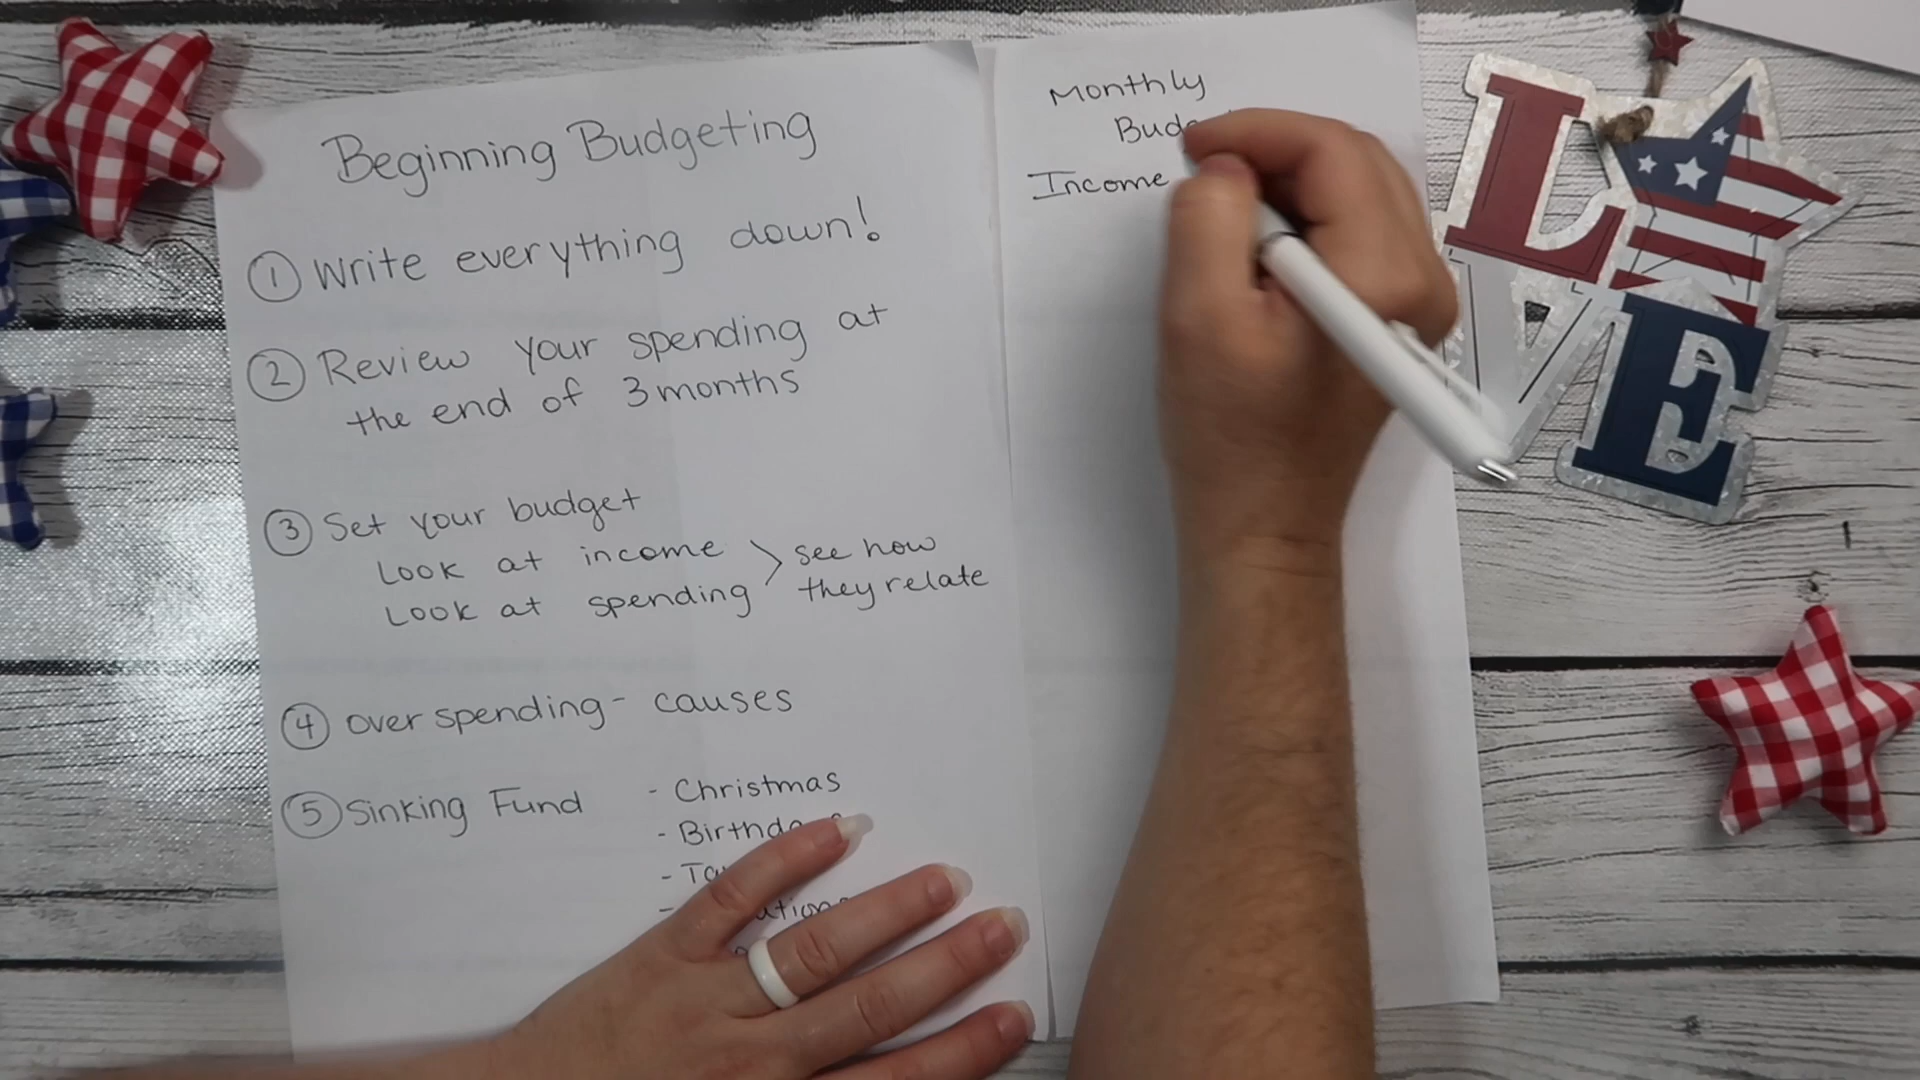 Beginning Budgeting
1 Write everything down!
2 Review your spending at
the end of 3 months
3 Set your budget
Look at income > see how
Look at spending they relate
4 over spending - causes
5 Sinking Fund - Christmas
-
-
-
Monthly
Income
LOVE